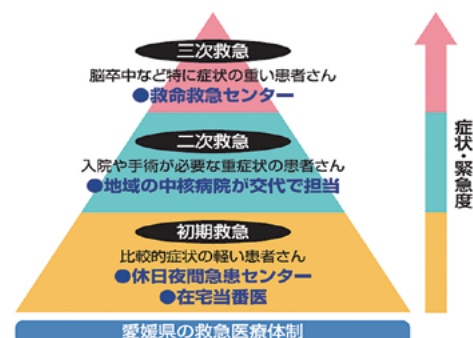 三次救急
脳卒中など特に症状の重い患者さん
●救命救急センター
二次救急
入院や手術が必要な重症状の患者さん
●地域の中核病院が交代で担当
初期救急
比較的症状の軽い患者さん
●休日夜間急患センター
●在宅当番医
愛媛県の救急医療体制
症状・緊急度